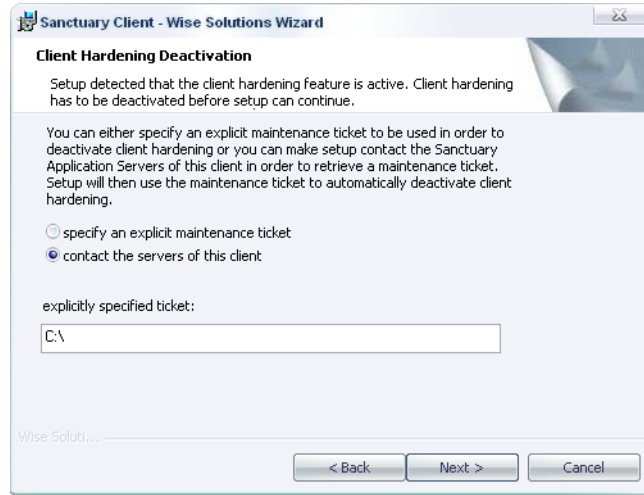 Sanctuary Client - Wise Solutions Wizard
Client Hardening Deactivation
Setup detected that the client hardening feature is active. Client hardening
has to be deactivated before setup can continue.
You can either specify an explicit maintenance ticket to be used in order to
deactivate client hardening or you can make setup contact the Sanctuary
Application Servers of this client in order to retrieve a maintenance ticket.
Setup will then use the maintenance ticket to automatically deactivate client
hardening.
specify an explicit maintenance ticket
contact the servers of this client
explicitly specified ticket:
C:\
Wise Soluti...
< Back Next > Cancel